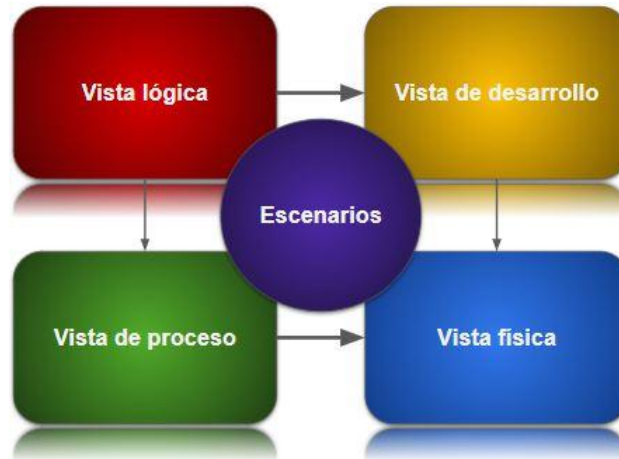 Vista lógica
Vista de desarrollo
Escenarios
Vista de proceso
Vista física